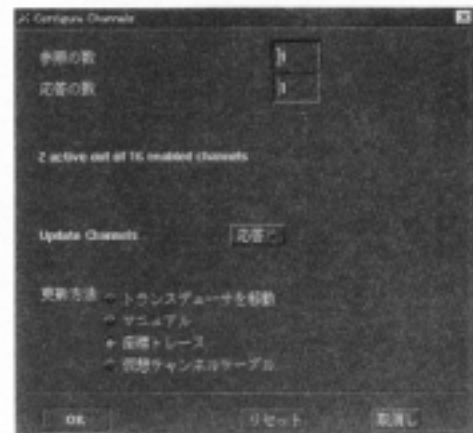 Configure Channels
参照の数 1
応答の数 1
2 active out of 16 enabled channels
Update Channels 応答
更新方法
トランスデューサを移動
マニュアル
座標トレース
仮想チャンネルテーブル
OK リセット 取消し